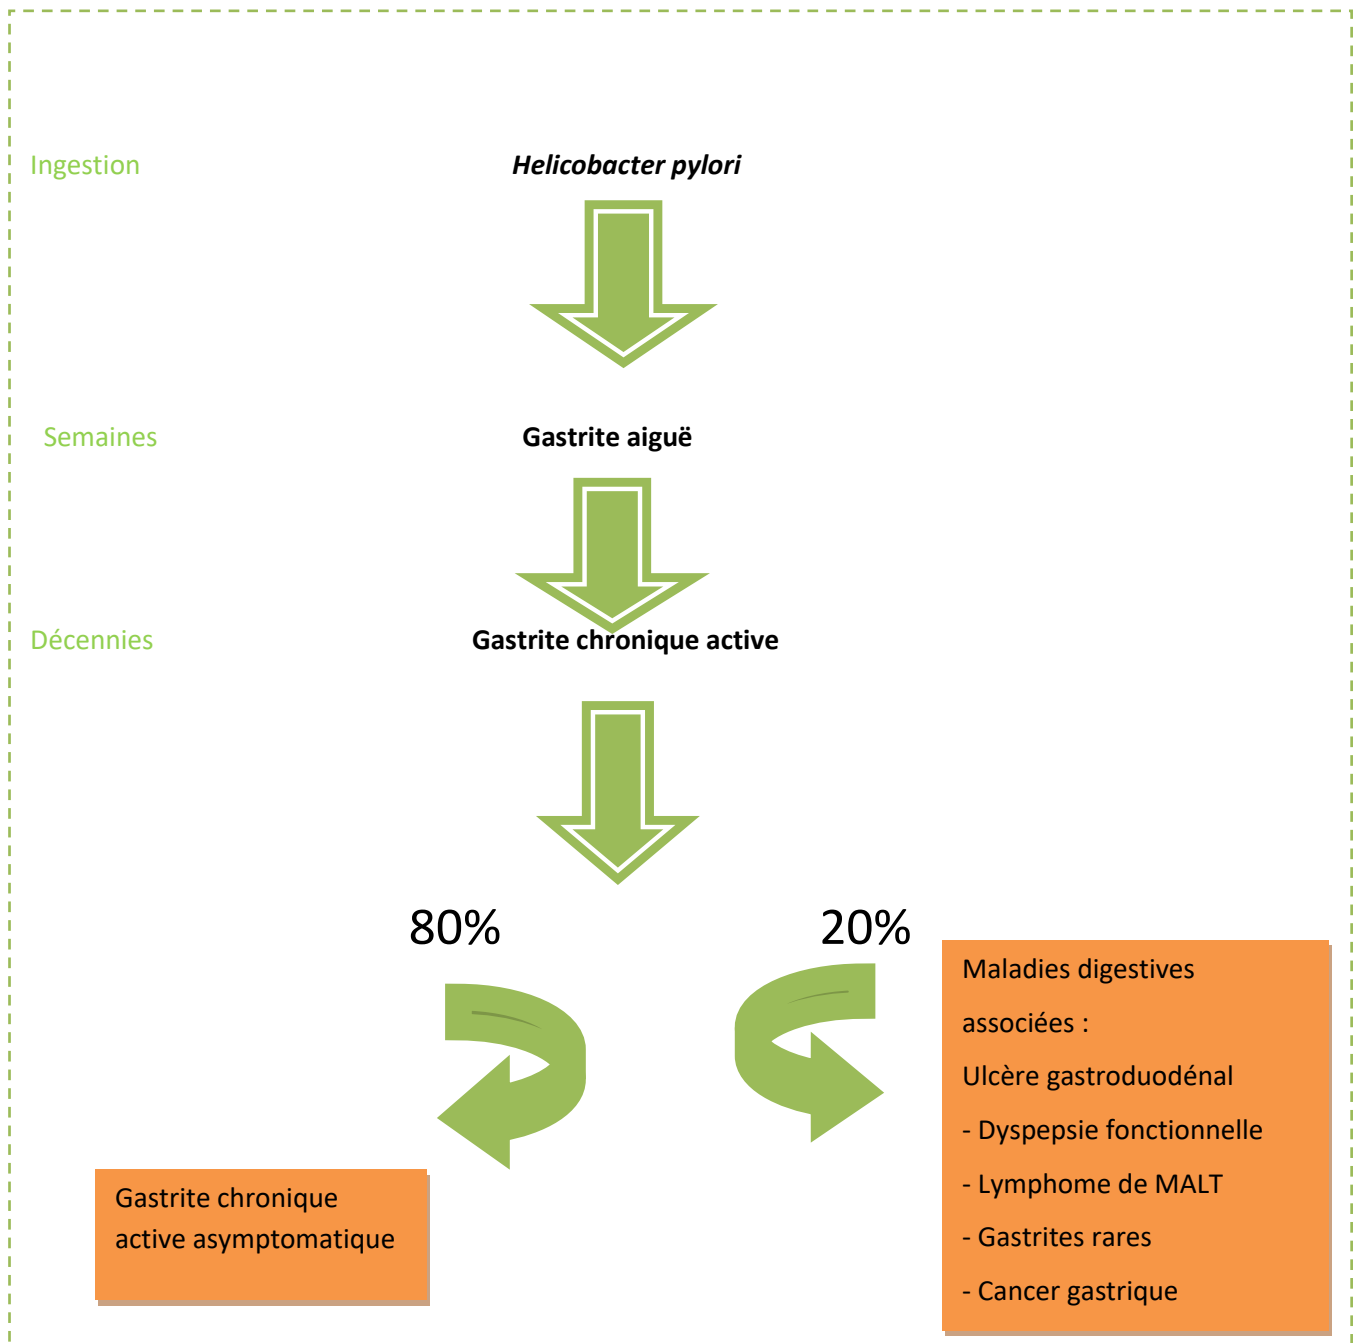 Ingestion
Helicobacter pylori
Semaines
Gastrite aiguë
Décennies
Gastrite chronique active
80%
20%
Gastrite chronique
active asymptomatique
Maladies digestives
associées :
Ulcère gastroduodénal
- Dyspepsie fonctionnelle
- Lymphome de MALT
- Gastrites rares
- Cancer gastrique